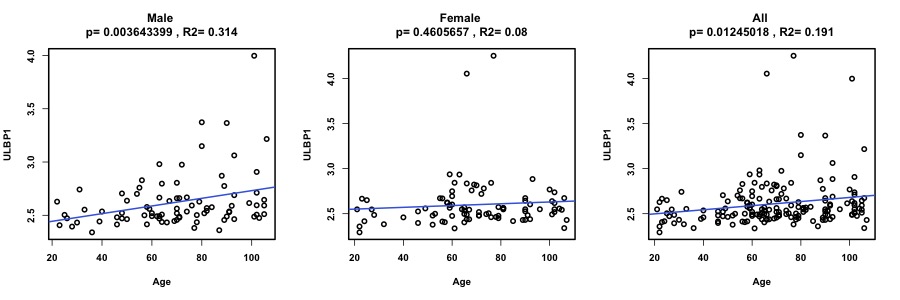 Male
p= 0.003643399 , R2= 0.314
ULBP1
4.0
3.5
3.0
2.5
20 40 60 80 100
Age
Female
p= 0.4605657 , R2= 0.08
ULBP1
4.0
3.5
3.0
2.5
20 40 60 80 100
Age
All
p= 0.01245018 , R2= 0.191
ULBP1
4.0
3.5
3.0
2.5
20 40 60 80 100
Age